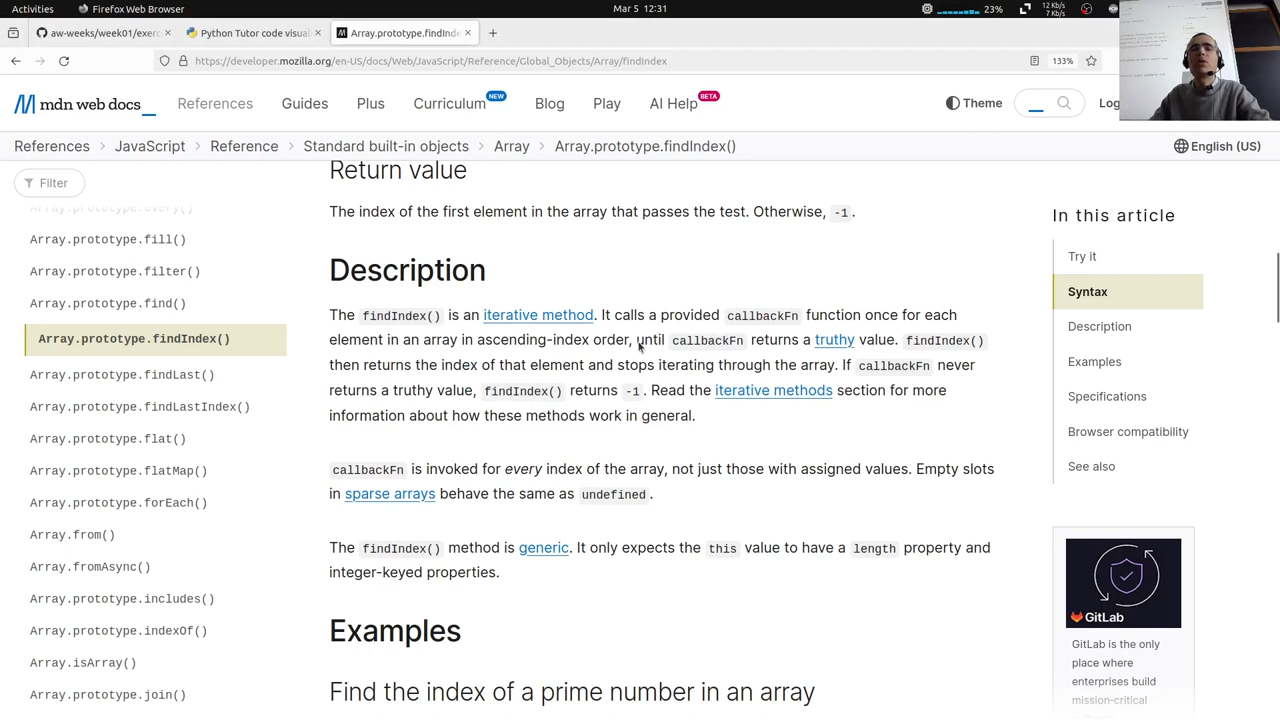 Activities
Firefox Web Browser
Mar 5 12:31
23%
12 Kb/s
7 Kb/s
aw-weeks/week01/exerc
Python Tutor code visual
Array.prototype.findInde
https://developer.mozilla.org/en-US/docs/Web/JavaScript/Reference/Global_Objects/Array/findIndex
133%
mdn web docs
References
Guides
Plus
Curriculum
NEW
Blog
Play
AI Help
BETA
Theme
Log
References
JavaScript
Reference
Standard built-in objects
Array
Array.prototype.findIndex()
English (US)
Filter
Array.prototype.every()
Array.prototype.fill()
Array.prototype.filter()
Array.prototype.find()
Array.prototype.findIndex()
Array.prototype.findLast()
Array.prototype.findLastIndex()
Array.prototype.flat()
Array.prototype.flatMap()
Array.prototype.forEach()
Array.from()
Array.fromAsync()
Array.prototype.includes()
Array.prototype.indexOf()
Array.isArray()
Array.prototype.join()
Return value
The index of the first element in the array that passes the test. Otherwise, -1.
Description
The findIndex() is an iterative method. It calls a provided callbackFn function once for each
element in an array in ascending-index order, until callbackFn returns a truthy value. findIndex()
then returns the index of that element and stops iterating through the array. If callbackFn never
returns a truthy value, findIndex() returns -1. Read the iterative methods section for more
information about how these methods work in general.
callbackFn is invoked for every index of the array, not just those with assigned values. Empty slots
in sparse arrays behave the same as undefined.
The findIndex() method is generic. It only expects the this value to have a length property and
integer-keyed properties.
Examples
Find the index of a prime number in an array
In this article
Try it
Syntax
Description
Examples
Specifications
Browser compatibility
See also
GitLab
GitLab is the only
place where
enterprises build
mission-critical